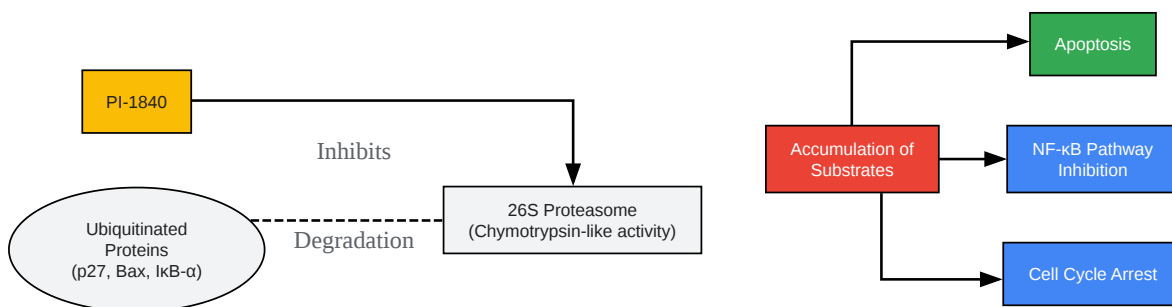 PI-1840
Inhibits
Ubiquitinated
Proteins
(p27, Bax, IκB-α)
Degradation
26S Proteasome
(Chymotrypsin-like activity)
Accumulation of
Substrates
Apoptosis
NF-κB Pathway
Inhibition
Cell Cycle Arrest